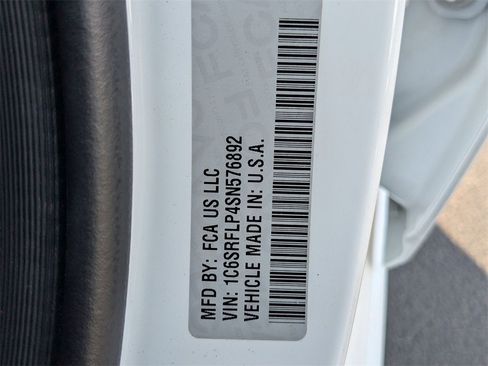 MFD BY: FCA US LLC
VIN: 1C6SRFLP4SN576892
VEHICLE MADE IN: U.S.A.